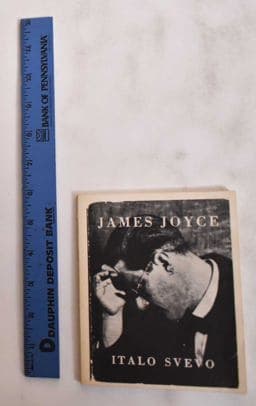 BANK OF PENNSYLVANIA
DAUPHIN DEPOSIT BANK
JAMES JOYCE
ITALO SVEVO